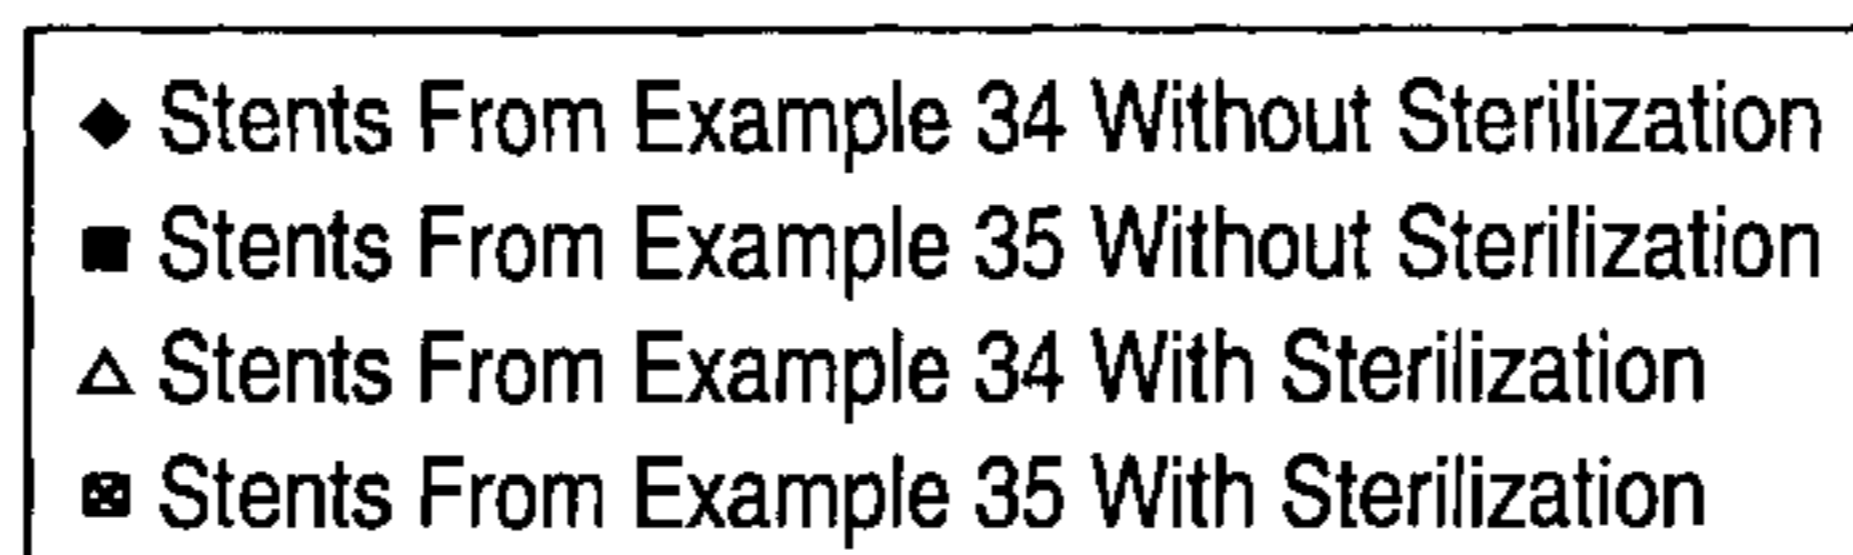 Stents From Example 34 Without Sterilization
Stents From Example 35 Without Sterilization
Stents From Example 34 With Sterilization
Stents From Example 35 With Sterilization